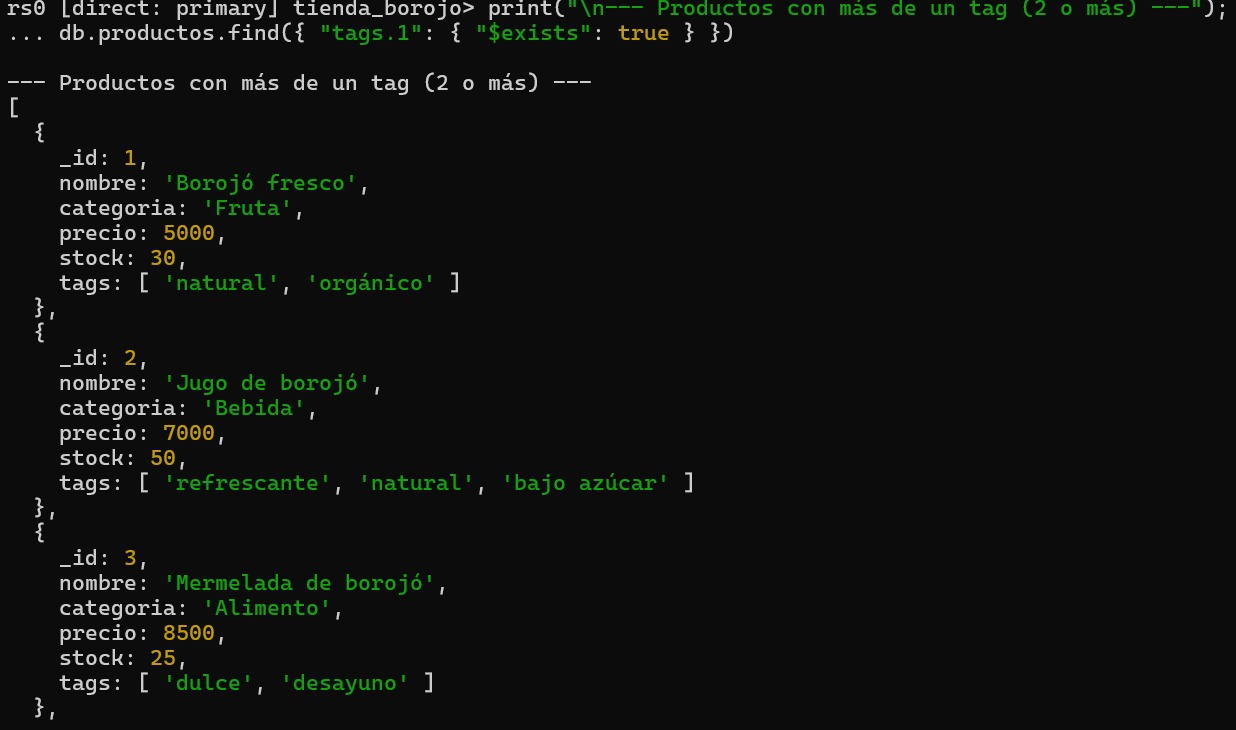 rs0 [direct: primary] tienda_borojo> print("\n--- Productos con más de un tag (2 o más) ---");
... db.productos.find({ "tags.1": { "$exists": true } })
--- Productos con más de un tag (2 o más) ---
[
  {
    _id: 1,
    nombre: 'Borojó fresco',
    categoria: 'Fruta',
    precio: 5000,
    stock: 30,
    tags: [ 'natural', 'orgánico' ]
  },
  {
    _id: 2,
    nombre: 'Jugo de borojó',
    categoria: 'Bebida',
    precio: 7000,
    stock: 50,
    tags: [ 'refrescante', 'natural', 'bajo azúcar' ]
  },
  {
    _id: 3,
    nombre: 'Mermelada de borojó',
    categoria: 'Alimento',
    precio: 8500,
    stock: 25,
    tags: [ 'dulce', 'desayuno' ]
  },